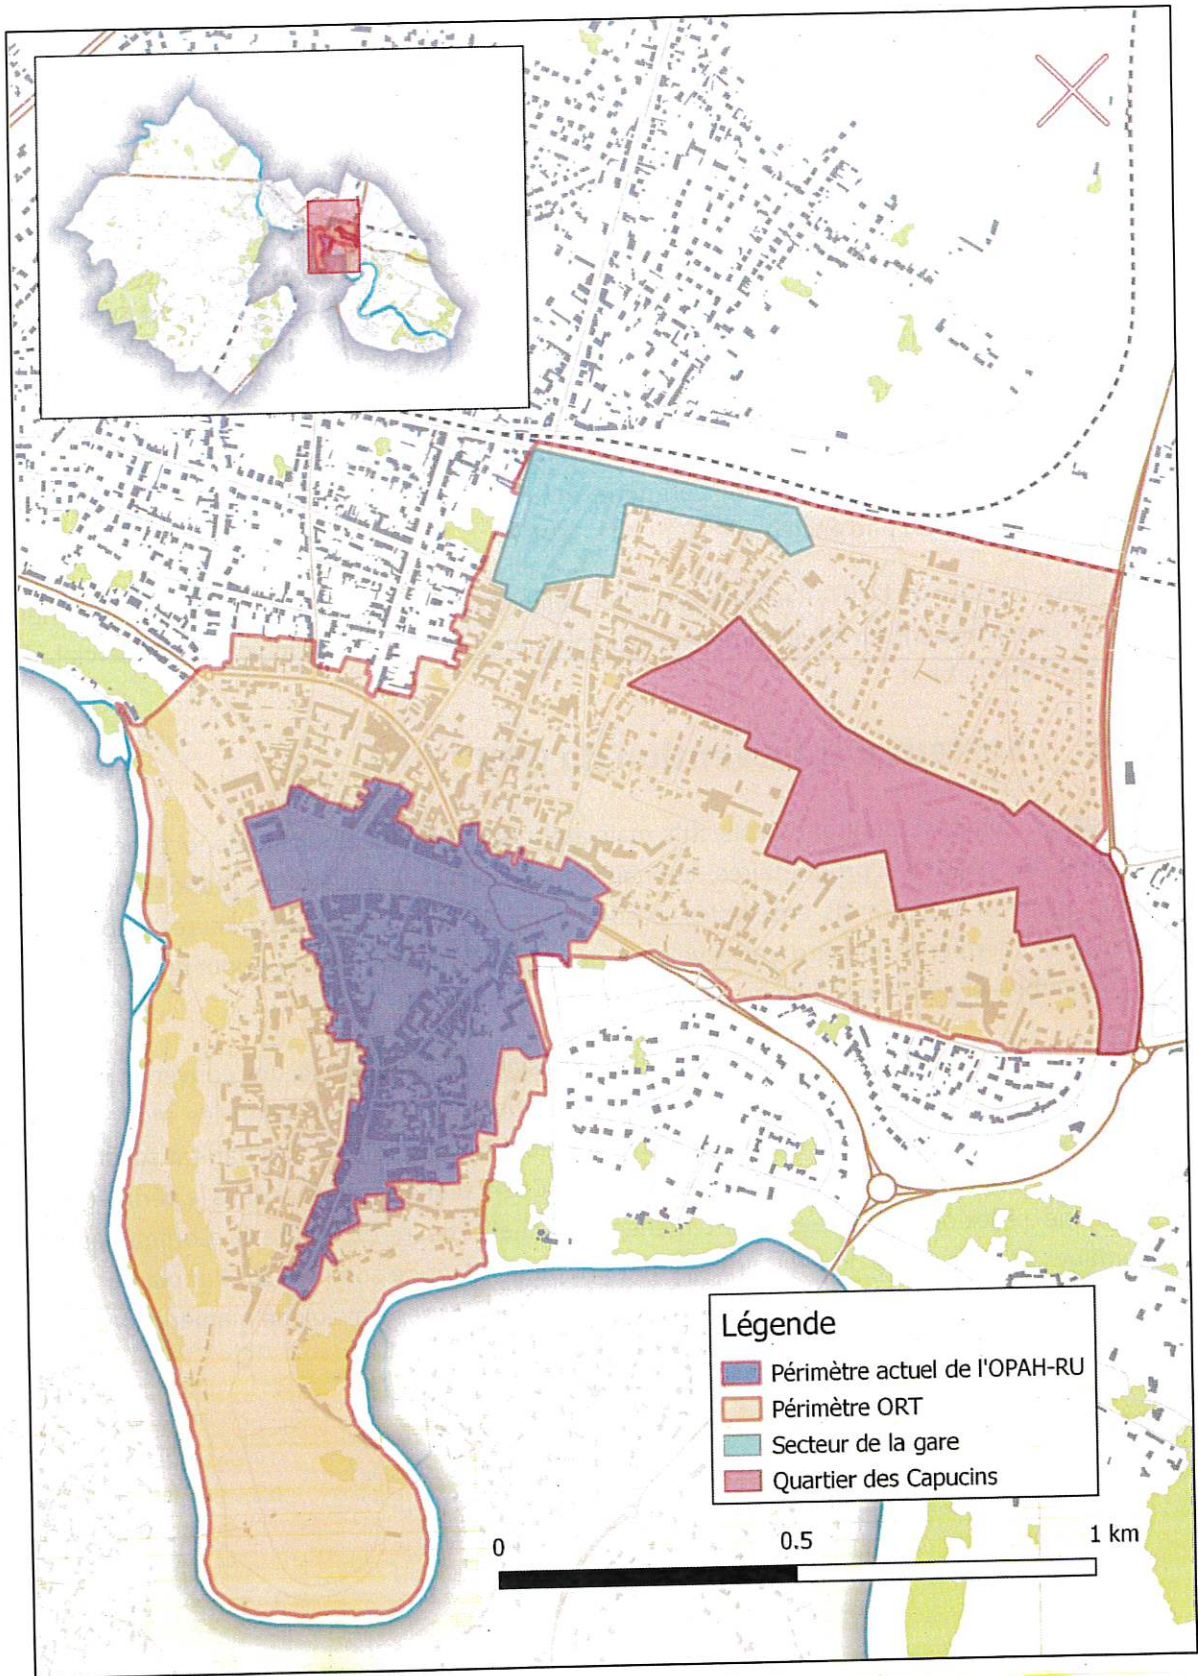 Légende
Périmètre actuel de l'OPAH-RU
Périmètre ORT
Secteur de la gare
Quartier des Capucins
0 0.5 1 km